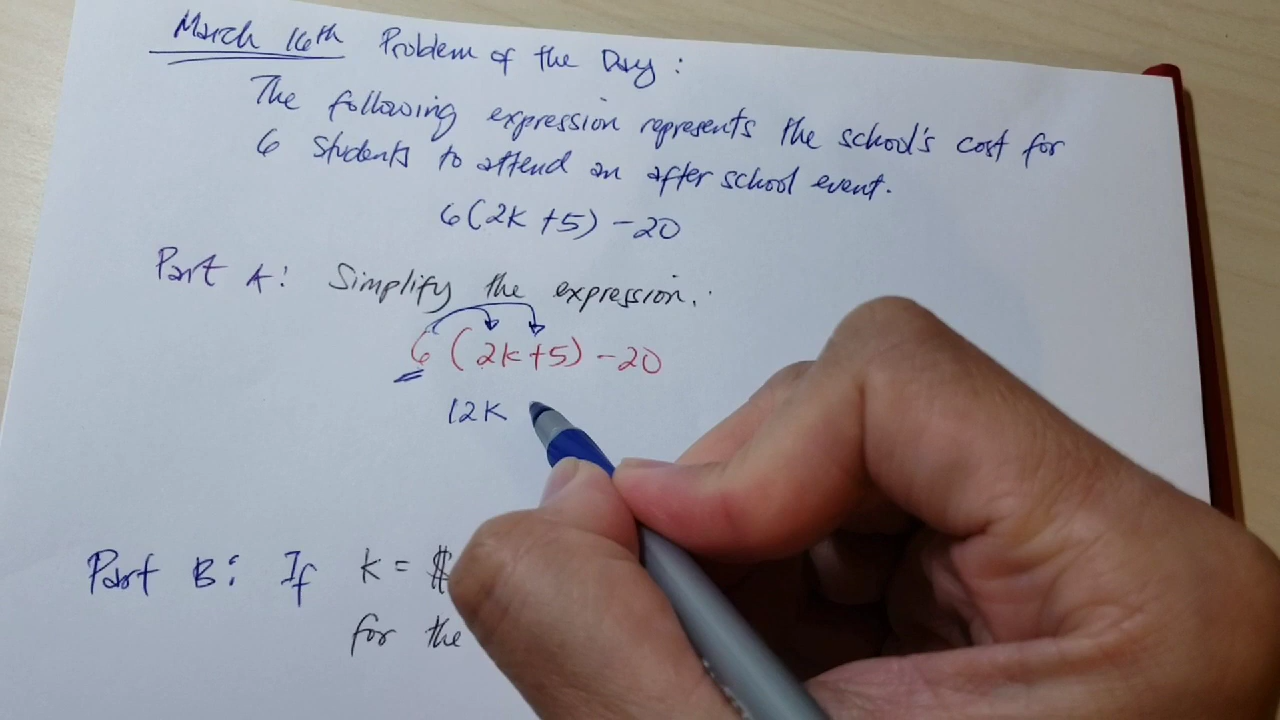 March 16th Problem of the Day:
The following expression represents the school's cost for
6 students to attend an after school event.
6(2k+5)-20
Part A: Simplify the expression.
6(2k+5)-20
12k
Part B: If k = $
for the